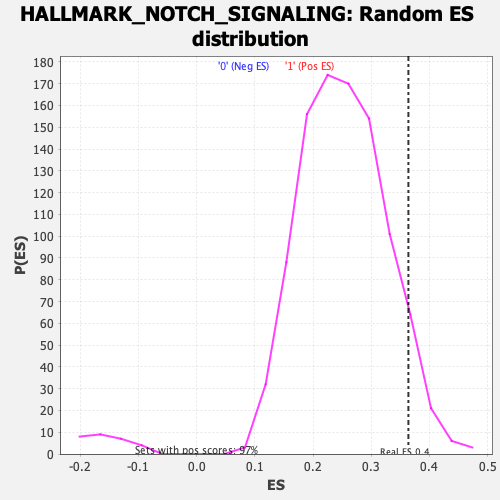 HALLMARK_NOTCH_SIGNALING: Random ES
distribution
'0' (Neg ES) '1' (Pos ES)
180
170
160
150
140
130
120
110
100
90
80
70
60
50
40
30
20
10
0
P(ES)
Sets with pos scores: 97%
Real ES 0.4
-0.2 -0.1 0.0 0.1 0.2 0.3 0.4 0.5
ES